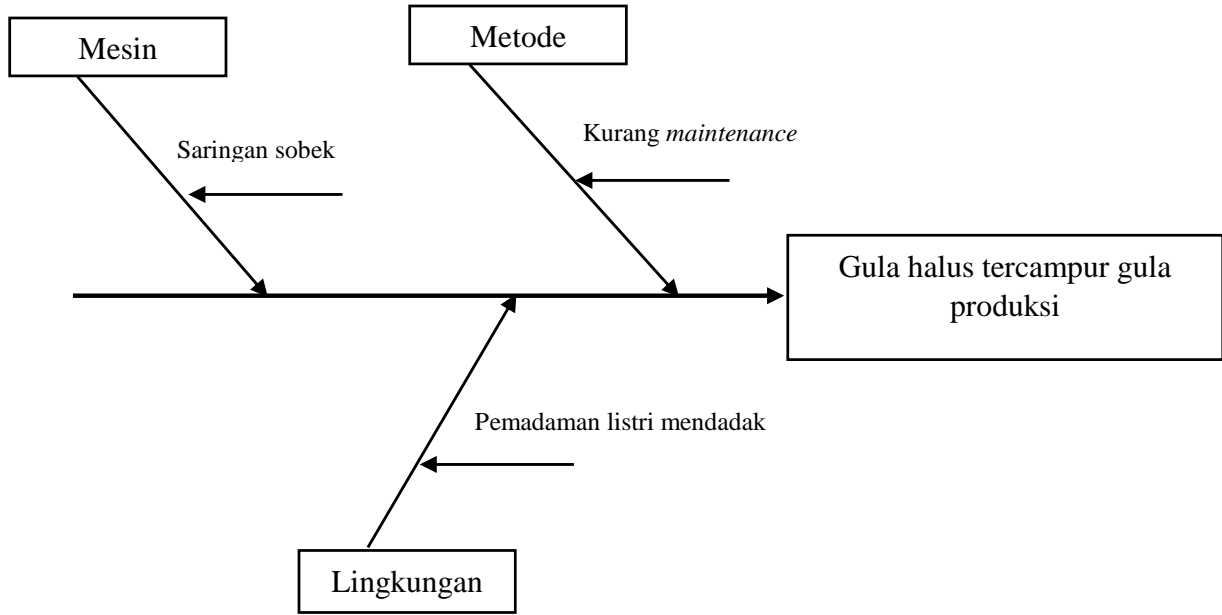 Mesin
Metode
Saringan sobek
Kurang maintenance
Gula halus tercampur gula
produksi
Pemadaman listri mendadak
Lingkungan